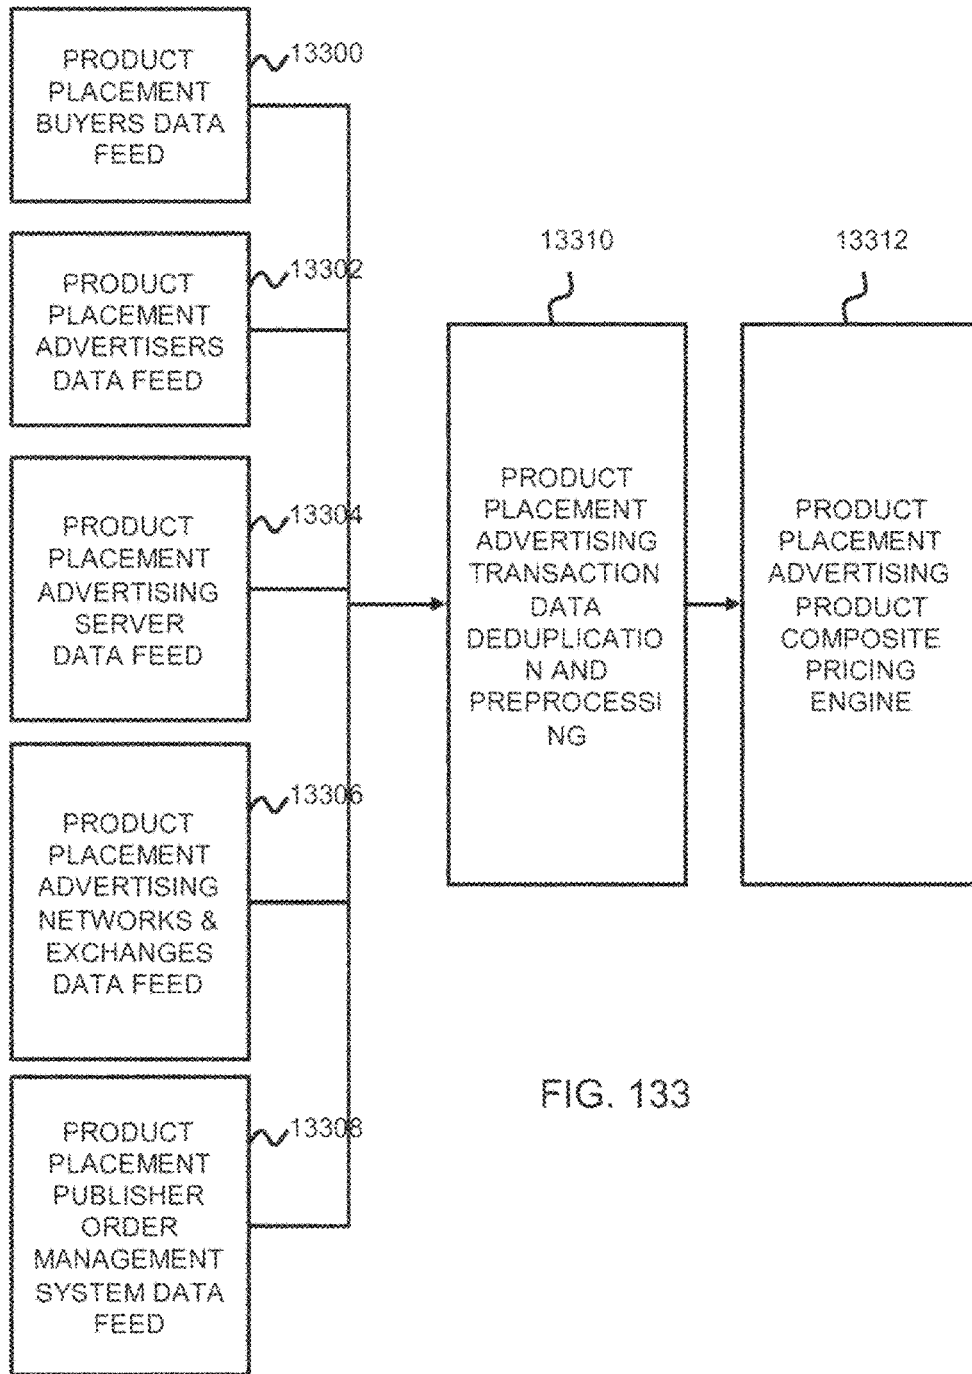 PRODUCT
PLACEMENT
BUYERS DATA
FEED
13300
PRODUCT
PLACEMENT
ADVERTISERS
DATA FEED
13302
PRODUCT
PLACEMENT
ADVERTISING
SERVER
DATA FEED
13304
PRODUCT
PLACEMENT
ADVERTISING
NETWORKS &
EXCHANGES
DATA FEED
13306
PRODUCT
PLACEMENT
PUBLISHER
ORDER
MANAGEMENT
SYSTEM DATA
FEED
13308
13310
PRODUCT
PLACEMENT
ADVERTISING
TRANSACTION
DATA
DEDUPLICATIO
N AND
PREPROCESSI
NG
13312
PRODUCT
PLACEMENT
ADVERTISING
PRODUCT
COMPOSITE
PRICING
ENGINE
FIG. 133